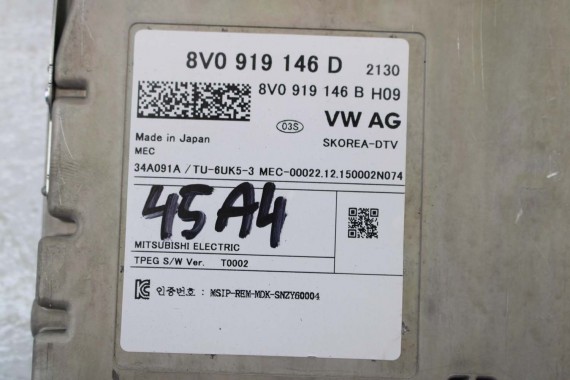 8V0 919 146 D 2130
8V0 919 146 B H09
03S VW AG
Made in Japan SKOREA-DTV
MEC
34A091A / TU-6UK5-3 MEC-00022.12.150002N074
45A4
MITSUBISHI ELECTRIC
TPEG S/W Ver. T0002
인증번호 : MSIP-REM-MDK-SNZY60004